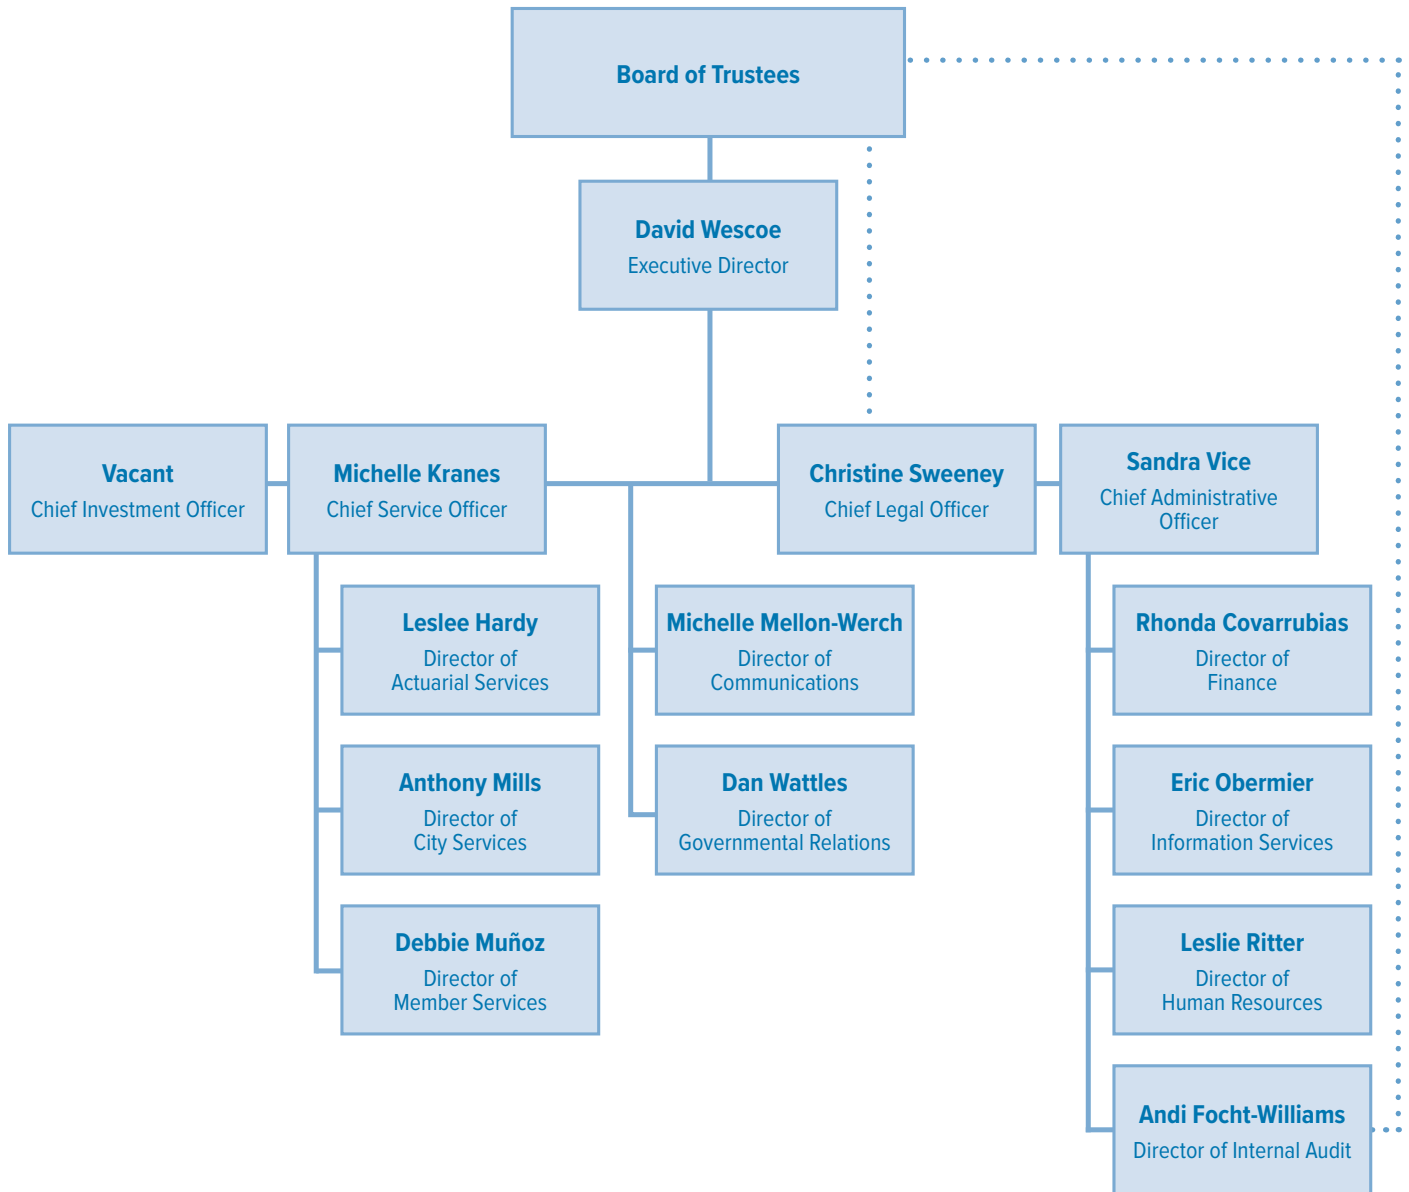 Board of Trustees
David Wescoe
Executive Director
Vacant
Chief Investment Officer
Michelle Kranes
Chief Service Officer
Christine Sweeney
Chief Legal Officer
Sandra Vice
Chief Administrative
Officer
Leslee Hardy
Director of
Actuarial Services
Anthony Mills
Director of
City Services
Debbie Muñoz
Director of
Member Services
Michelle Mellon-Werch
Director of
Communications
Dan Wattles
Director of
Governmental Relations
Rhonda Covarrubias
Director of
Finance
Eric Obermier
Director of
Information Services
Leslie Ritter
Director of
Human Resources
Andi Focht-Williams
Director of Internal Audit